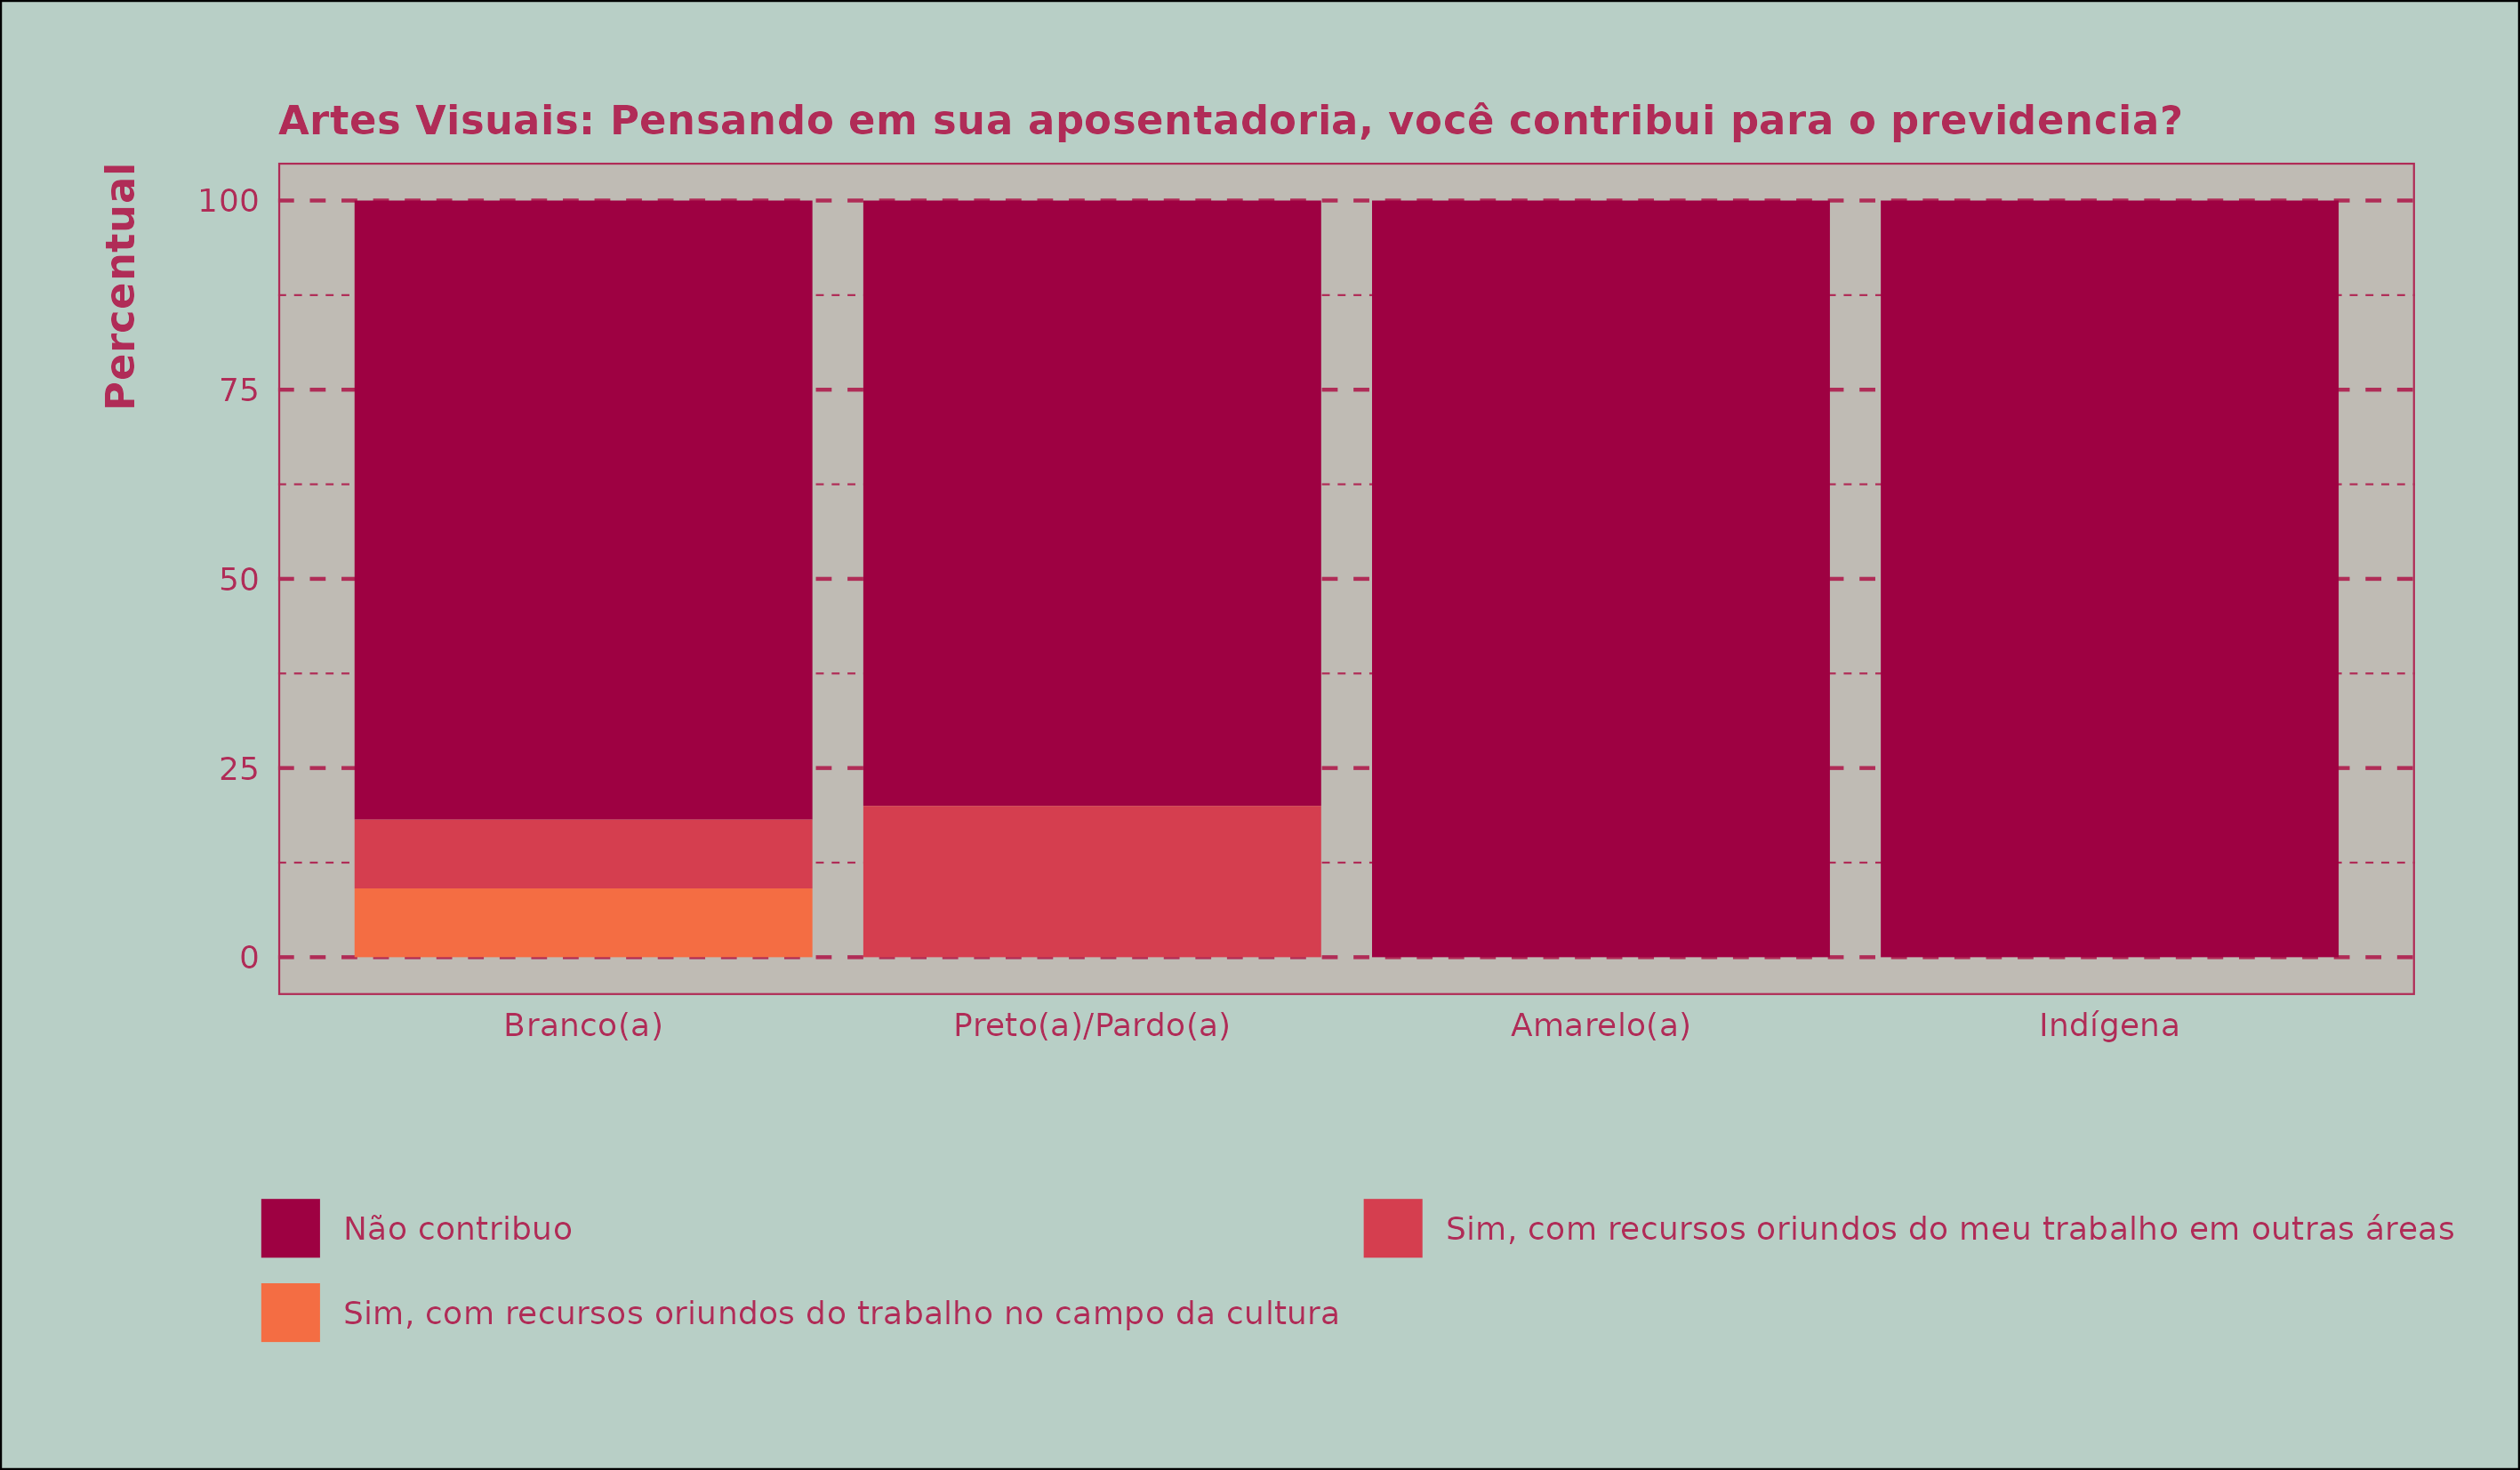 Artes Visuais: Pensando em sua aposentadoria, você contribui para o previdencia?
Percentual
100
75
50
25
0
Branco(a)
Preto(a)/Pardo(a)
Amarelo(a)
Indígena
Não contribuo
Sim, com recursos oriundos do meu trabalho em outras áreas
Sim, com recursos oriundos do trabalho no campo da cultura